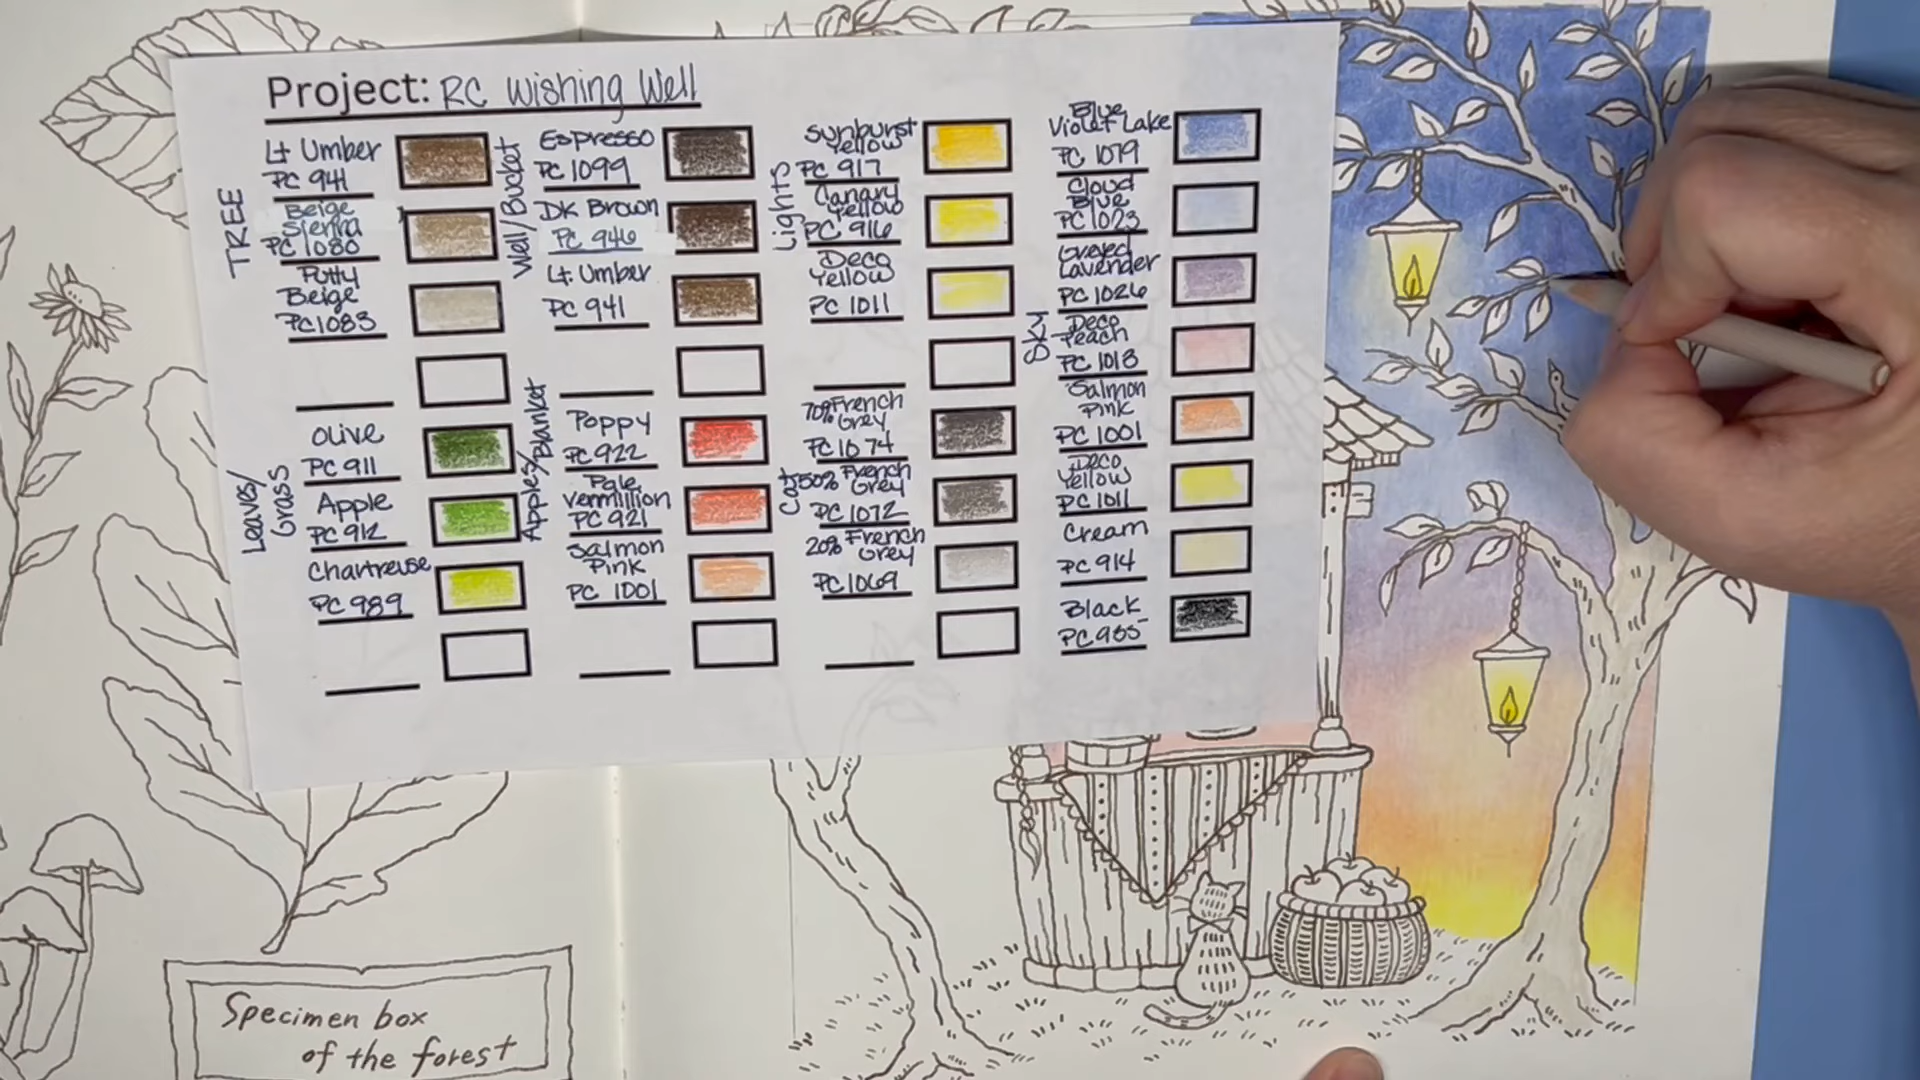 Project: RC Wishing Well
TREE
Lt Umber
PC 941
Beige
Sienna
PC 1080
Putty
Beige
PC1083
Leaves/
Grass
Olive
PC 911
Apple
PC 912
Chartreuse
PC 989
Well/Bucket
Espresso
PC 1099
DK Brown
PC 946
Lt. Umber
PC 941
Apples/Blanket
Poppy
PC 922
Pale
Vermillion
PC 921
Salmon
Pink
PC 1001
Lights
Sunburst
Yellow
PC 917
Canary
Yellow
PC 916
Deco
Yellow
PC 1011
Cat
70% French
Grey
PC 1074
50% French
Grey
PC 1072
20% French
Grey
PC1069
SKY
Blue
Violet Lake
PC 1079
Cloud
Blue
PC 1023
Greyed
Lavender
PC 1026
Deco
Peach
PC 1013
Salmon
Pink
PC 1001
Deco
Yellow
PC 1011
Cream
PC 914
Black
PC 935
Specimen box
of the forest